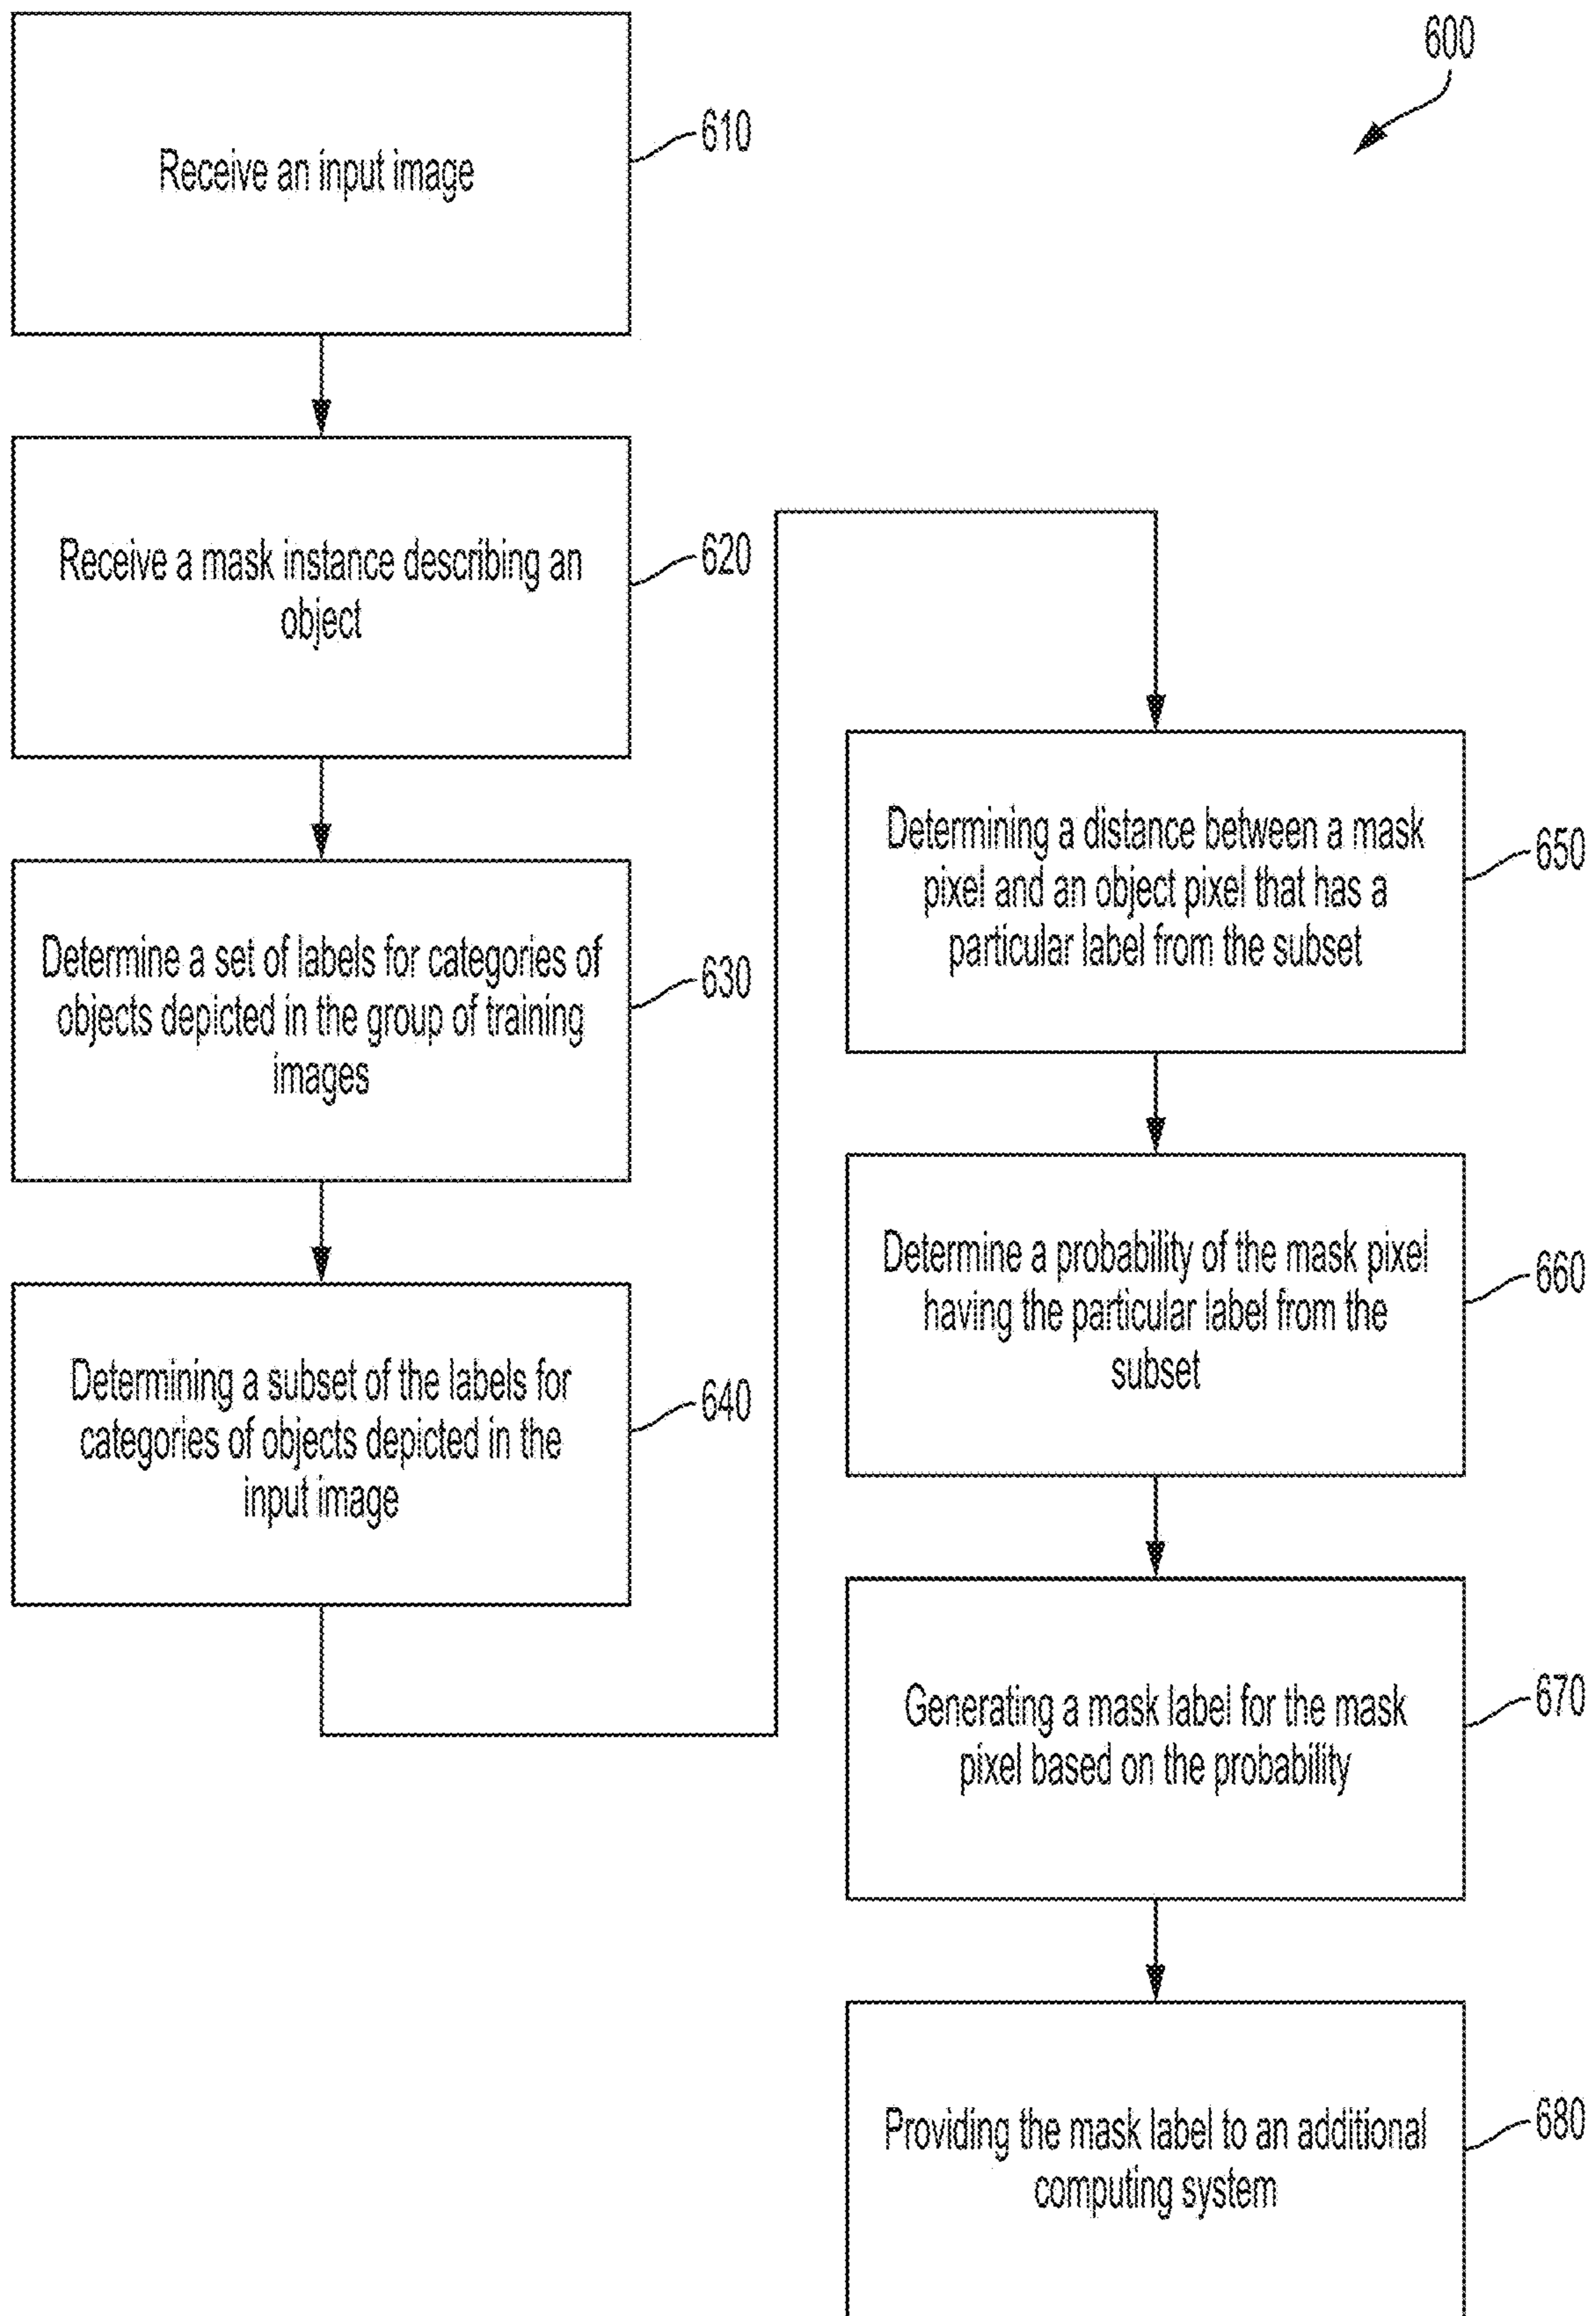 600
Receive an input image
610
Receive a mask instance describing an
object
620
Determine a set of labels for categories of
objects depicted in the group of training
images
630
Determining a subset of the labels for
categories of objects depicted in the
input image
640
Determining a distance between a mask
pixel and an object pixel that has a
particular label from the subset
650
Determine a probability of the mask pixel
having the particular label from the
subset
660
Generating a mask label for the mask
pixel based on the probability
670
Providing the mask label to an additional
computing system
680